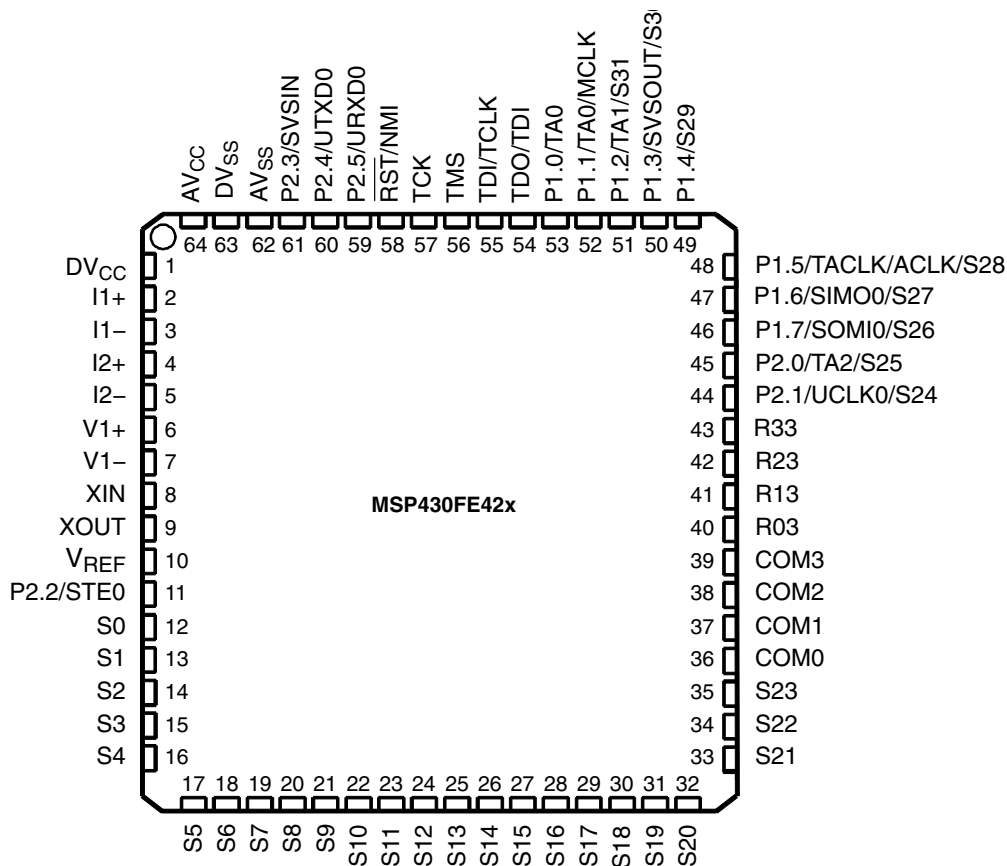 AVCC
DVSS
AVSS
P2.3/SVSIN
P2.4/UTXD0
P2.5/URXD0
RST/NMI
TCK
TMS
TDI/TCLK
TDO/TDI
P1.0/TA0
P1.1/TA0/MCLK
P1.2/TA1/S31
P1.3/SVSOUT/S3
P1.4/S29
64 63 62 61 60 59 58 57 56 55 54 53 52 51 50 49
DVCC 1
I1+ 2
I1− 3
I2+ 4
I2− 5
V1+ 6
V1− 7
XIN 8
XOUT 9
VREF 10
P2.2/STE0 11
S0 12
S1 13
S2 14
S3 15
S4 16
MSP430FE42x
48 P1.5/TACLK/ACLK/S28
47 P1.6/SIMO0/S27
46 P1.7/SOMI0/S26
45 P2.0/TA2/S25
44 P2.1/UCLK0/S24
43 R33
42 R23
41 R13
40 R03
39 COM3
38 COM2
37 COM1
36 COM0
35 S23
34 S22
33 S21
17 18 19 20 21 22 23 24 25 26 27 28 29 30 31 32
S5
S6
S7
S8
S9
S10
S11
S12
S13
S14
S15
S16
S17
S18
S19
S20